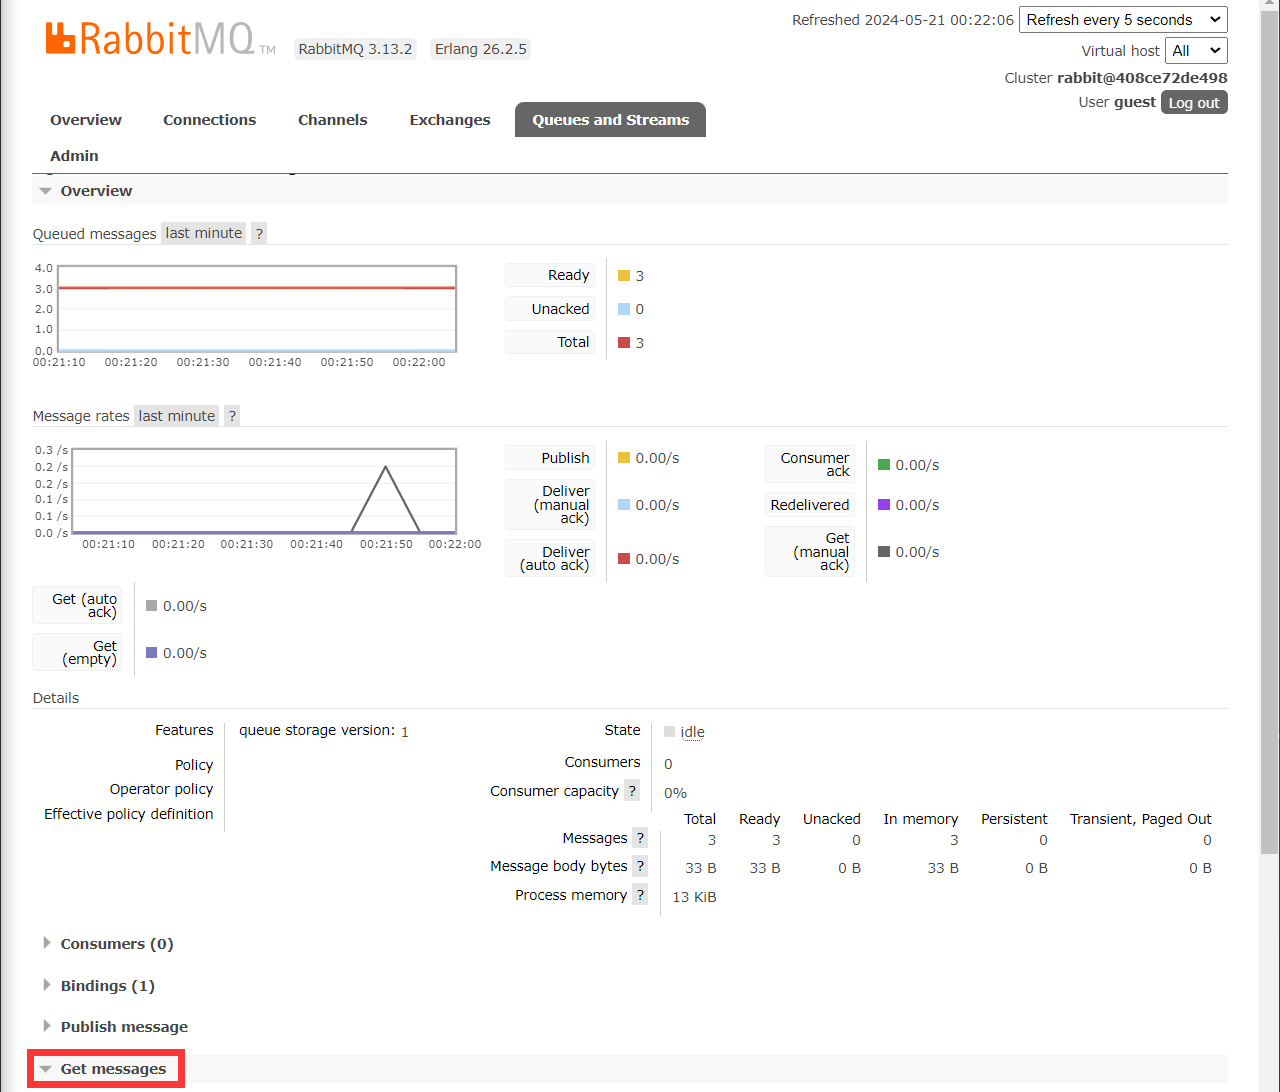 RabbitMQ TM
RabbitMQ 3.13.2
Erlang 26.2.5
Refreshed 2024-05-21 00:22:06
Refresh every 5 seconds
Virtual host
All
Cluster rabbit@408ce72de498
User guest
Log out
Overview
Connections
Channels
Exchanges
Queues and Streams
Admin
Overview
Queued messages last minute ?
4.0
3.0
2.0
1.0
0.0
00:21:10 00:21:20 00:21:30 00:21:40 00:21:50 00:22:00
Ready
3
Unacked
0
Total
3
Message rates last minute ?
0.3 /s
0.2 /s
0.2 /s
0.1 /s
0.1 /s
0.0 /s
00:21:10 00:21:20 00:21:30 00:21:40 00:21:50 00:22:00
Publish
0.00/s
Deliver
(manual
ack)
0.00/s
Deliver
(auto ack)
0.00/s
Consumer
ack
0.00/s
Redelivered
0.00/s
Get
(manual
ack)
0.00/s
Get (auto
ack)
0.00/s
Get
(empty)
0.00/s
Details
Features
queue storage version: 1
Policy
Operator policy
Effective policy definition
State
idle
Consumers
0
Consumer capacity ?
0%
Total Ready Unacked In memory Persistent Transient, Paged Out
Messages ? 3 3 0 3 0 0
Message body bytes ? 33 B 33 B 0 B 33 B 0 B 0 B
Process memory ? 13 KiB
Consumers (0)
Bindings (1)
Publish message
Get messages